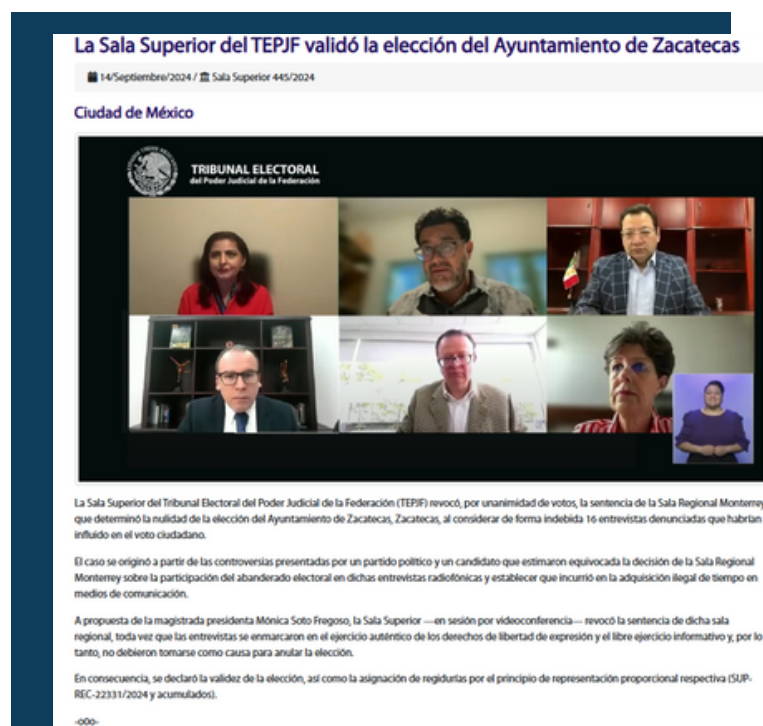 La Sala Superior del TEPJF validó la elección del Ayuntamiento de Zacatecas
14/Septiembre/2024 / Sala Superior 445/2024
Ciudad de México
TRIBUNAL ELECTORAL
del Poder Judicial de la Federación
La Sala Superior del Tribunal Electoral del Poder Judicial de la Federación (TEPJF) revocó, por unanimidad de votos, la sentencia de la Sala Regional Monterrey
que determinó la nulidad de la elección del Ayuntamiento de Zacatecas, Zacatecas, al considerar de forma indebida 16 entrevistas denunciadas que habrían
influido en el voto ciudadano.
El caso se originó a partir de las controversias presentadas por un partido político y un candidato que estimaron equivocada la decisión de la Sala Regional
Monterrey sobre la participación del abanderado electoral en dichas entrevistas radiofónicas y establecer que incurrió en la adquisición ilegal de tiempo en
medios de comunicación.
A propuesta de la magistrada presidenta Mónica Soto Fregoso, la Sala Superior —en sesión por videoconferencia— revocó la sentencia de dicha sala
regional, toda vez que las entrevistas se enmarcaron en el ejercicio auténtico de los derechos de libertad de expresión y el libre ejercicio informativo y, por lo
tanto, no debieron tomarse como causa para anular la elección.
En consecuencia, se declaró la validez de la elección, así como la asignación de regidurías por el principio de representación proporcional respectiva (SUP-
REC-22331/2024 y acumulados).
-o0o-